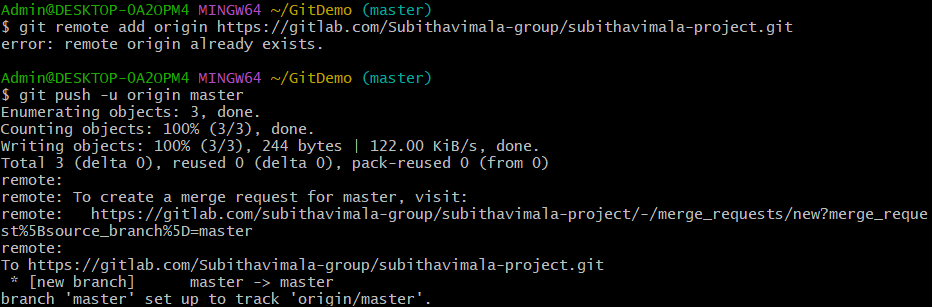 Admin@DESKTOP-0A2OPM4 MINGW64 ~/GitDemo (master)
$ git remote add origin https://gitlab.com/Subithavimala-group/subithavimala-project.git
error: remote origin already exists.
Admin@DESKTOP-0A2OPM4 MINGW64 ~/GitDemo (master)
$ git push -u origin master
Enumerating objects: 3, done.
Counting objects: 100% (3/3), done.
Writing objects: 100% (3/3), 244 bytes | 122.00 KiB/s, done.
Total 3 (delta 0), reused 0 (delta 0), pack-reused 0 (from 0)
remote:
remote: To create a merge request for master, visit:
remote:   https://gitlab.com/subithavimala-group/subithavimala-project/-/merge_requests/new?merge_reque
st%5Bsource_branch%5D=master
remote:
To https://gitlab.com/Subithavimala-group/subithavimala-project.git
 * [new branch]      master -> master
branch 'master' set up to track 'origin/master'.